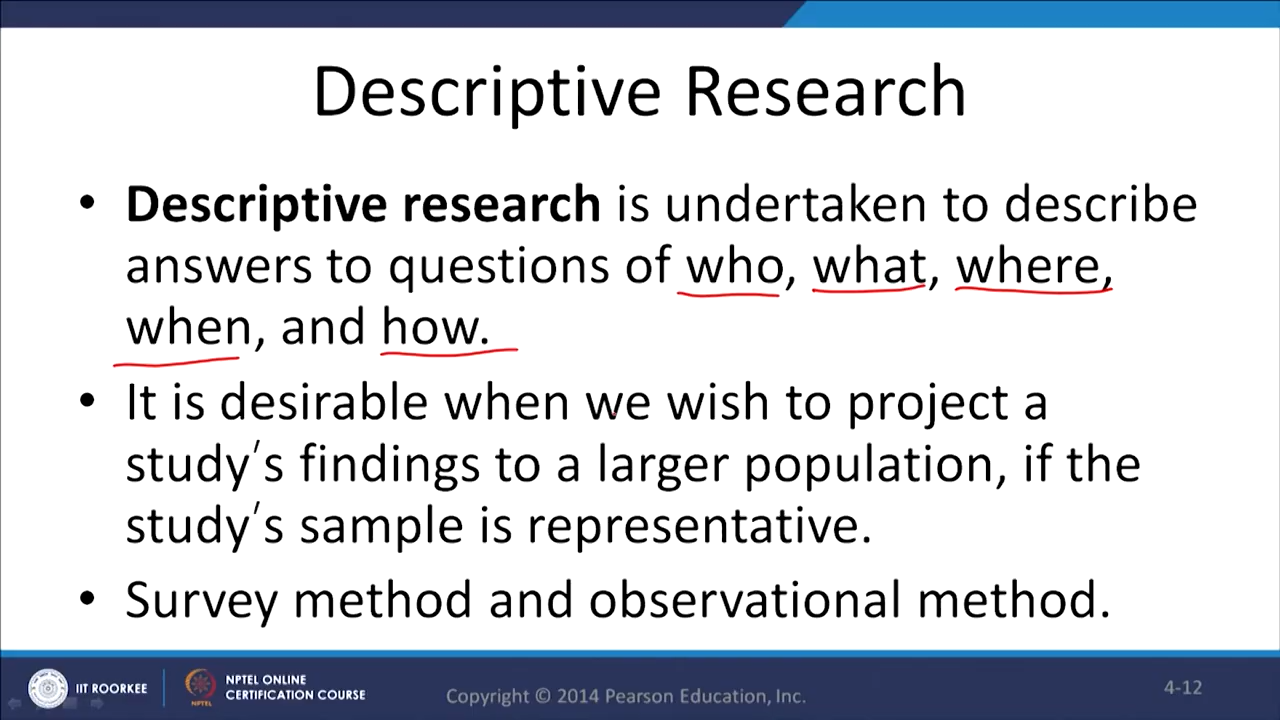 Descriptive Research
• Descriptive research is undertaken to describe
answers to questions of who, what, where,
when, and how.
• It is desirable when we wish to project a
study′s findings to a larger population, if the
study′s sample is representative.
• Survey method and observational method.
IIT ROORKEE
NPTEL
NPTEL ONLINE
CERTIFICATION COURSE
Copyright © 2014 Pearson Education, Inc.
4-12